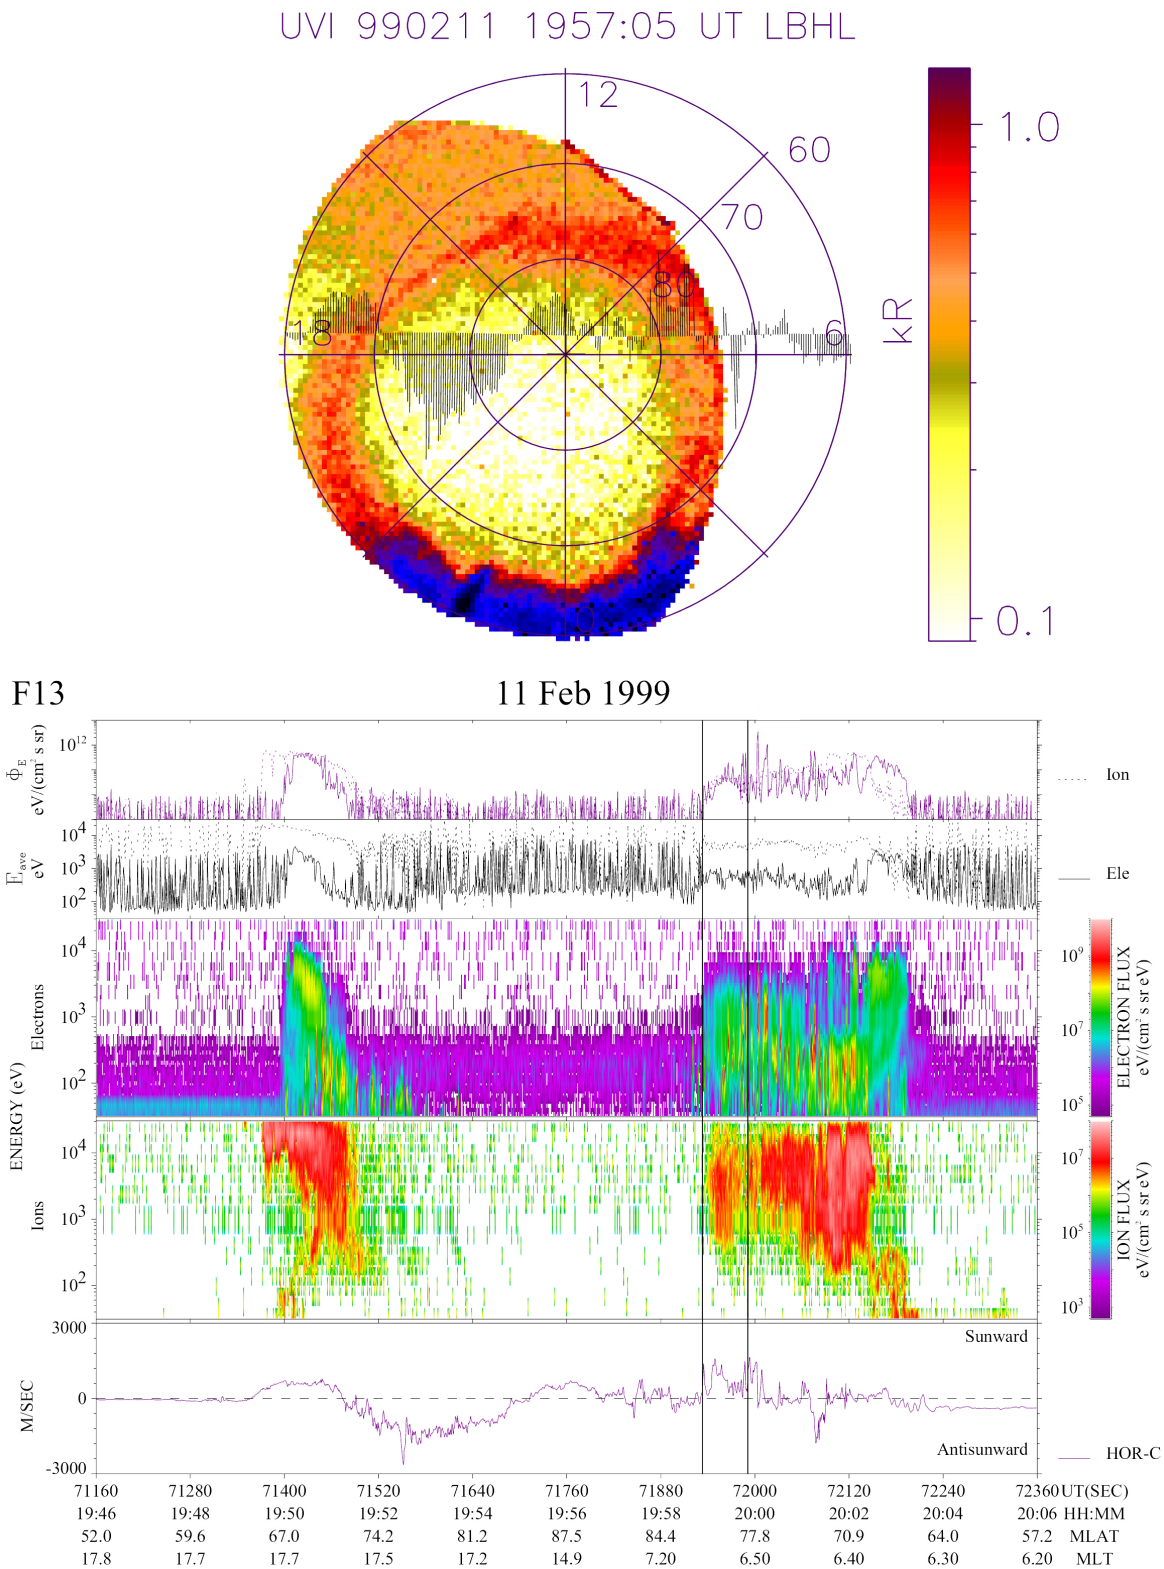 UVI 990211 1957:05 UT LBHL
12
60
70
80
18
6
0
1.0
kR
0.1
F13
11 Feb 1999
Φ_E
eV/(cm² s sr)
10¹²
Ion
E_ave
eV
10⁴
10³
10²
Ele
ENERGY (eV)
Electrons
10⁴
10³
10²
10⁹
10⁷
10⁵
ELECTRON FLUX
eV/(cm² s sr eV)
Ions
10⁴
10³
10²
10⁷
10⁵
10³
ION FLUX
eV/(cm² s sr eV)
M/SEC
3000
0
-3000
Sunward
Antisunward
HOR-C
71160 71280 71400 71520 71640 71760 71880 72000 72120 72240 72360 UT(SEC)
19:46 19:48 19:50 19:52 19:54 19:56 19:58 20:00 20:02 20:04 20:06 HH:MM
52.0 59.6 67.0 74.2 81.2 87.5 84.4 77.8 70.9 64.0 57.2 MLAT
17.8 17.7 17.7 17.5 17.2 14.9 7.20 6.50 6.40 6.30 6.20 MLT